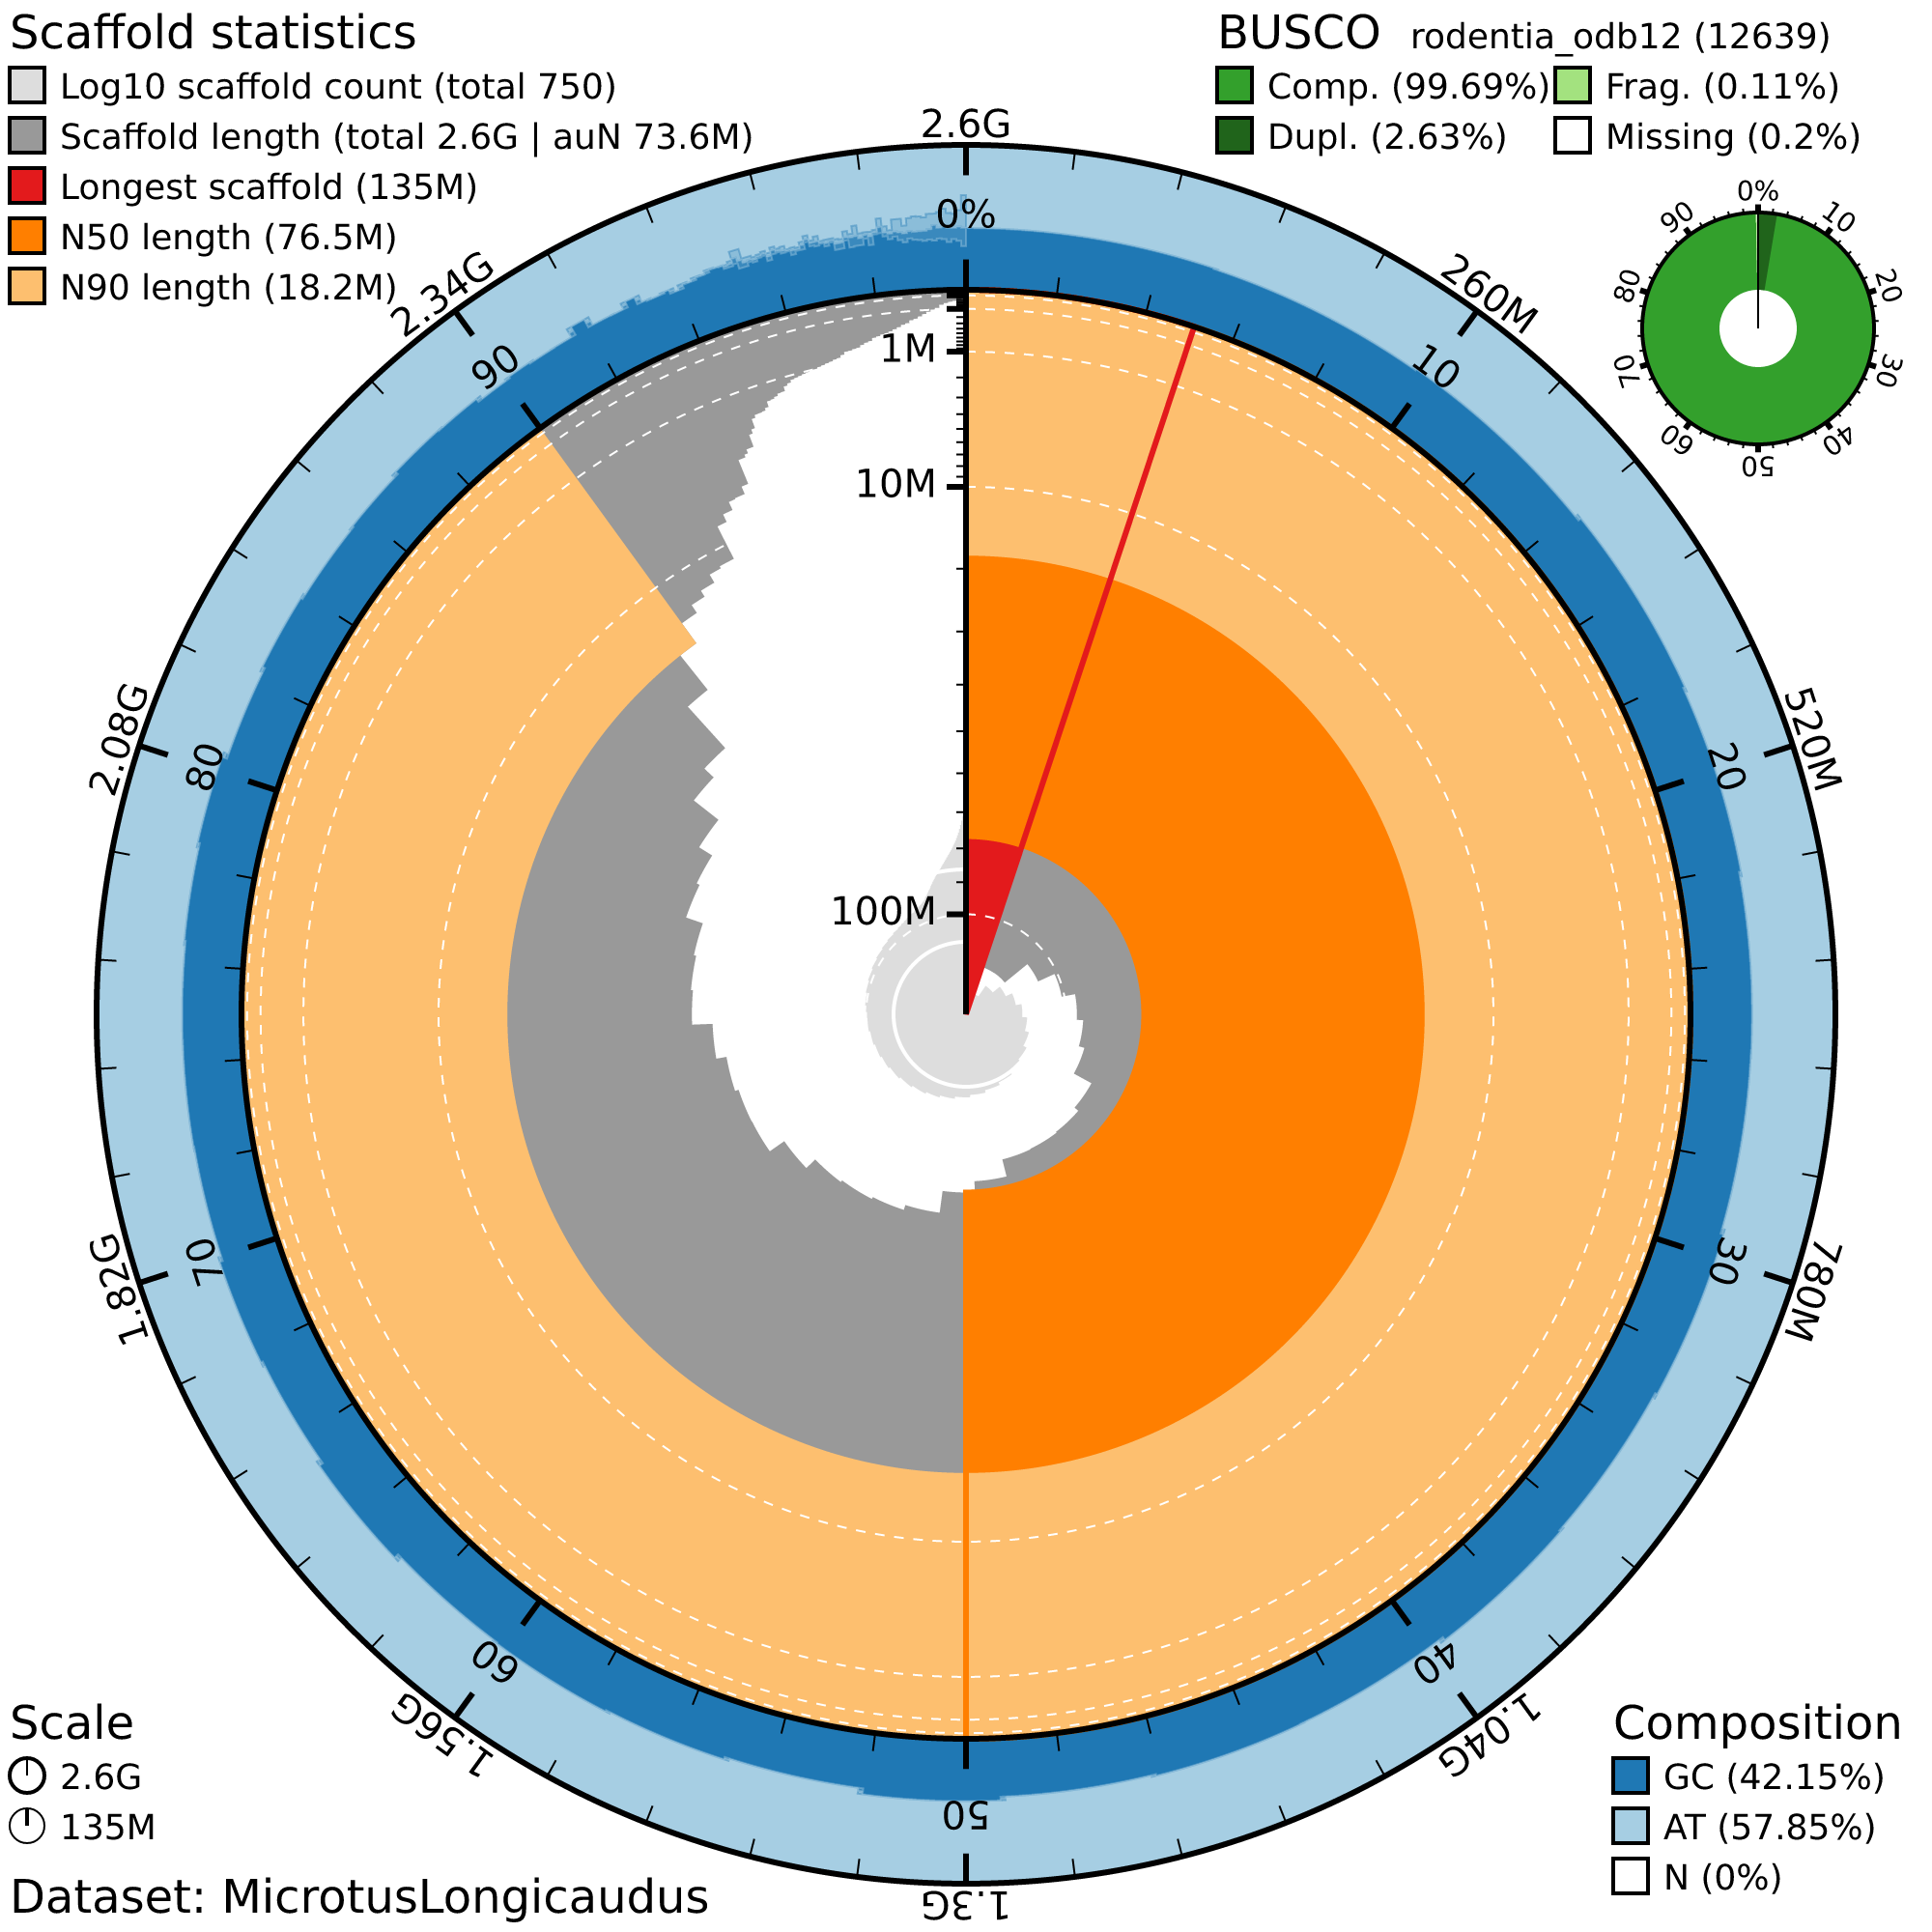 Scaffold statistics
Log10 scaffold count (total 750)
Scaffold length (total 2.6G | auN 73.6M)
Longest scaffold (135M)
N50 length (76.5M)
N90 length (18.2M)
BUSCO rodentia_odb12 (12639)
Comp. (99.69%) Frag. (0.11%)
Dupl. (2.63%) Missing (0.2%)
0%
10
20
30
40
50
60
70
80
90
2.6G
260M
520M
780M
1.04G
1.3G
1.56G
1.82G
2.08G
2.34G
0%
10
20
30
40
50
60
70
80
90
1M
10M
100M
Scale
2.6G
135M
Dataset: MicrotusLongicaudus
Composition
GC (42.15%)
AT (57.85%)
N (0%)